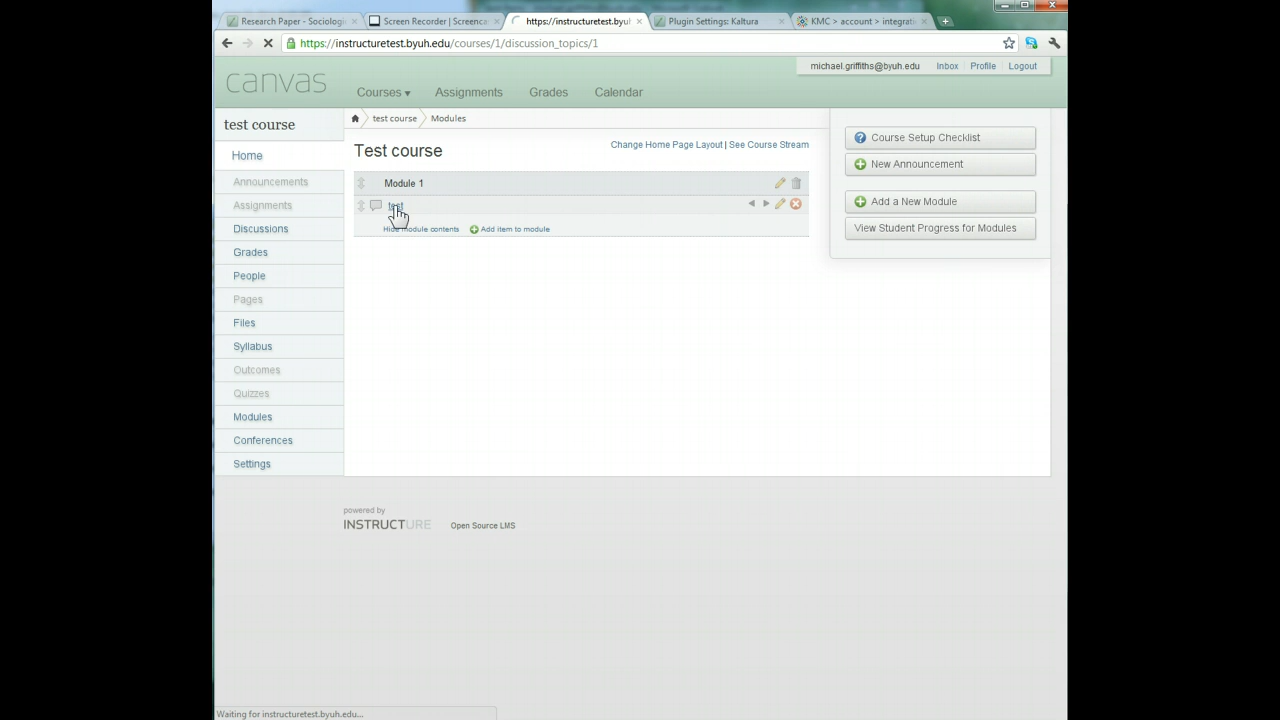 Research Paper - Sociologi
Screen Recorder | Screenca
https://instructuretest.byu
Plugin Settings: Kaltura
KMC > account > integrati
https://instructuretest.byuh.edu/courses/1/discussion_topics/1
canvas
michael.griffiths@byuh.edu Inbox Profile Logout
Courses Assignments Grades Calendar
test course
test course Modules
Home
Announcements
Assignments
Discussions
Grades
People
Pages
Files
Syllabus
Outcomes
Quizzes
Modules
Conferences
Settings
Test course
Change Home Page Layout | See Course Stream
Module 1
test
Hide module contents Add item to module
Course Setup Checklist
New Announcement
Add a New Module
View Student Progress for Modules
powered by
INSTRUCTURE Open Source LMS
Waiting for instructuretest.byuh.edu...